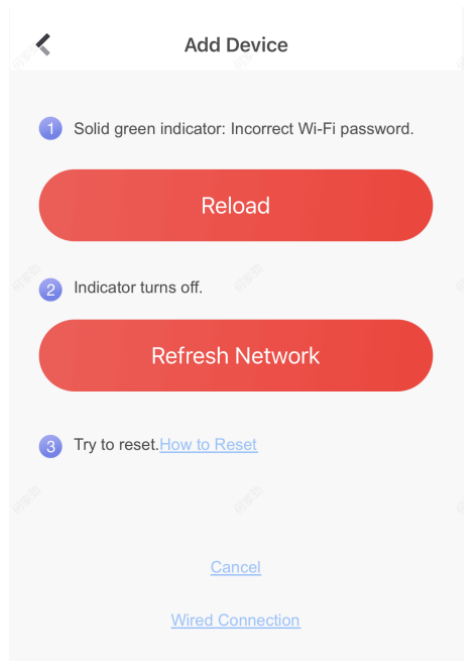 Add Device
1 Solid green indicator: Incorrect Wi-Fi password.
Reload
2 Indicator turns off.
Refresh Network
3 Try to reset.How to Reset
Cancel
Wired Connection